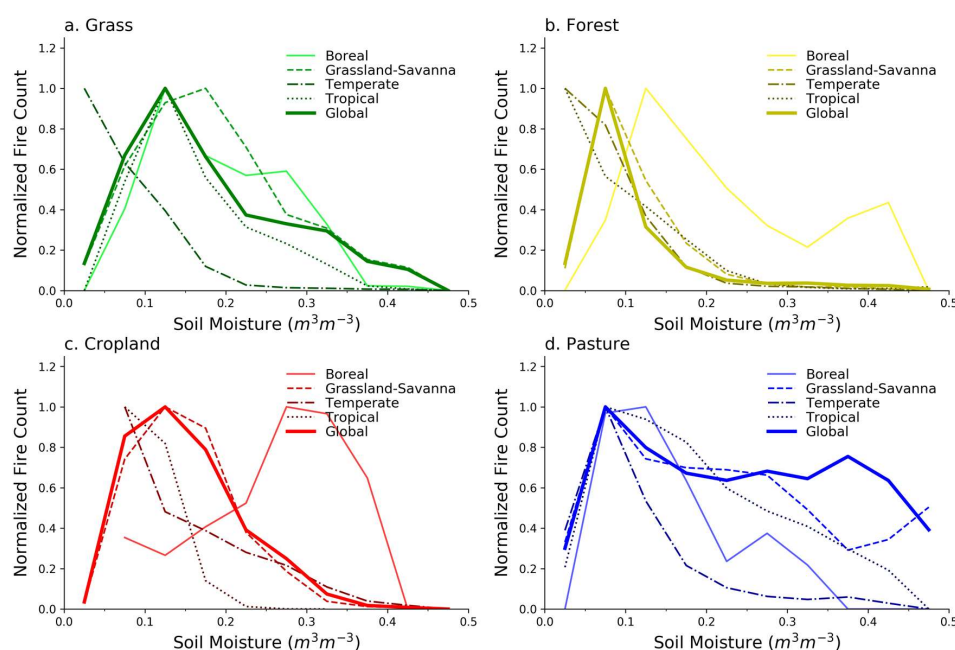 a. Grass
Normalized Fire Count
1.2
1.0
0.8
0.6
0.4
0.2
0.0
0.0 0.1 0.2 0.3 0.4 0.5
Soil Moisture (m³m⁻³)
Boreal
Grassland-Savanna
Temperate
Tropical
Global
b. Forest
Normalized Fire Count
1.2
1.0
0.8
0.6
0.4
0.2
0.0
0.0 0.1 0.2 0.3 0.4 0.5
Soil Moisture (m³m⁻³)
Boreal
Grassland-Savanna
Temperate
Tropical
Global
c. Cropland
Normalized Fire Count
1.2
1.0
0.8
0.6
0.4
0.2
0.0
0.0 0.1 0.2 0.3 0.4 0.5
Soil Moisture (m³m⁻³)
Boreal
Grassland-Savanna
Temperate
Tropical
Global
d. Pasture
Normalized Fire Count
1.2
1.0
0.8
0.6
0.4
0.2
0.0
0.0 0.1 0.2 0.3 0.4 0.5
Soil Moisture (m³m⁻³)
Boreal
Grassland-Savanna
Temperate
Tropical
Global